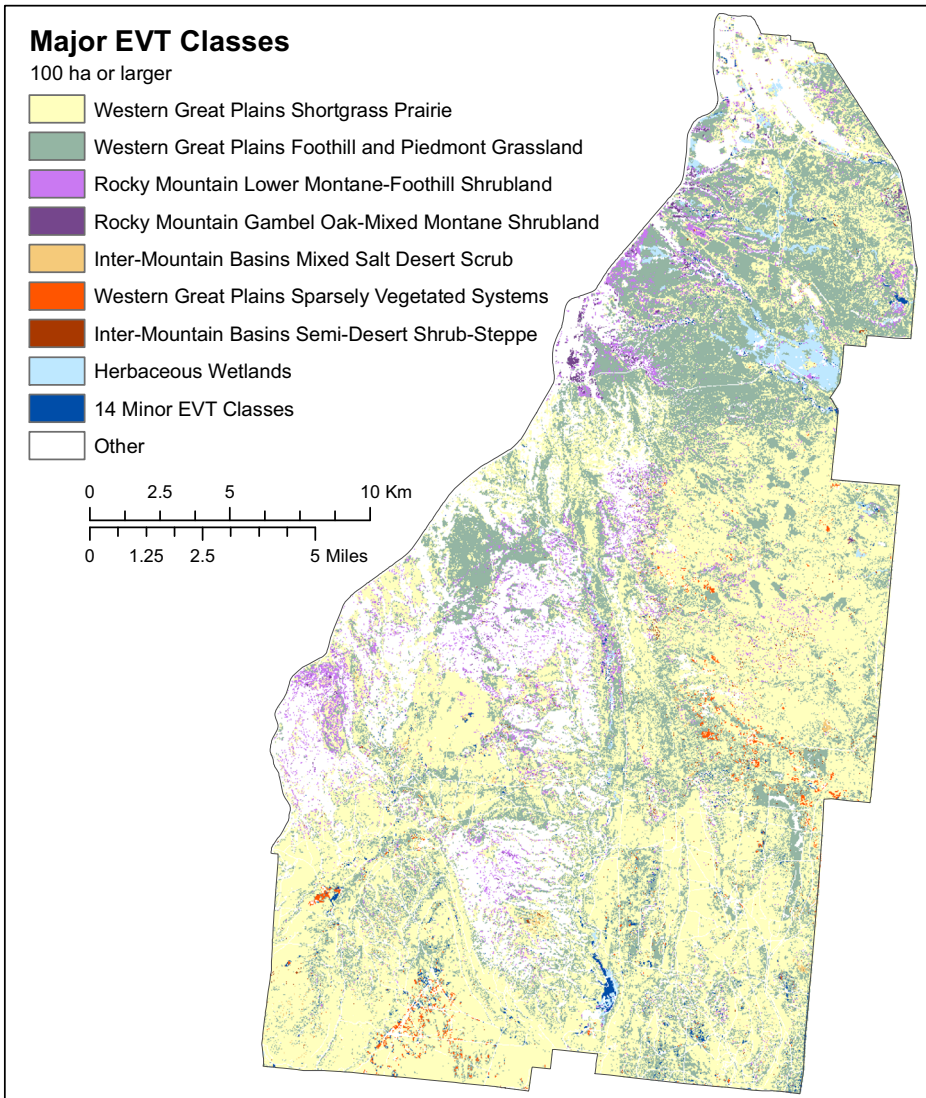 Major EVT Classes
100 ha or larger
Western Great Plains Shortgrass Prairie
Western Great Plains Foothill and Piedmont Grassland
Rocky Mountain Lower Montane-Foothill Shrubland
Rocky Mountain Gambel Oak-Mixed Montane Shrubland
Inter-Mountain Basins Mixed Salt Desert Scrub
Western Great Plains Sparsely Vegetated Systems
Inter-Mountain Basins Semi-Desert Shrub-Steppe
Herbaceous Wetlands
14 Minor EVT Classes
Other
0 2.5 5 10 Km
0 1.25 2.5 5 Miles